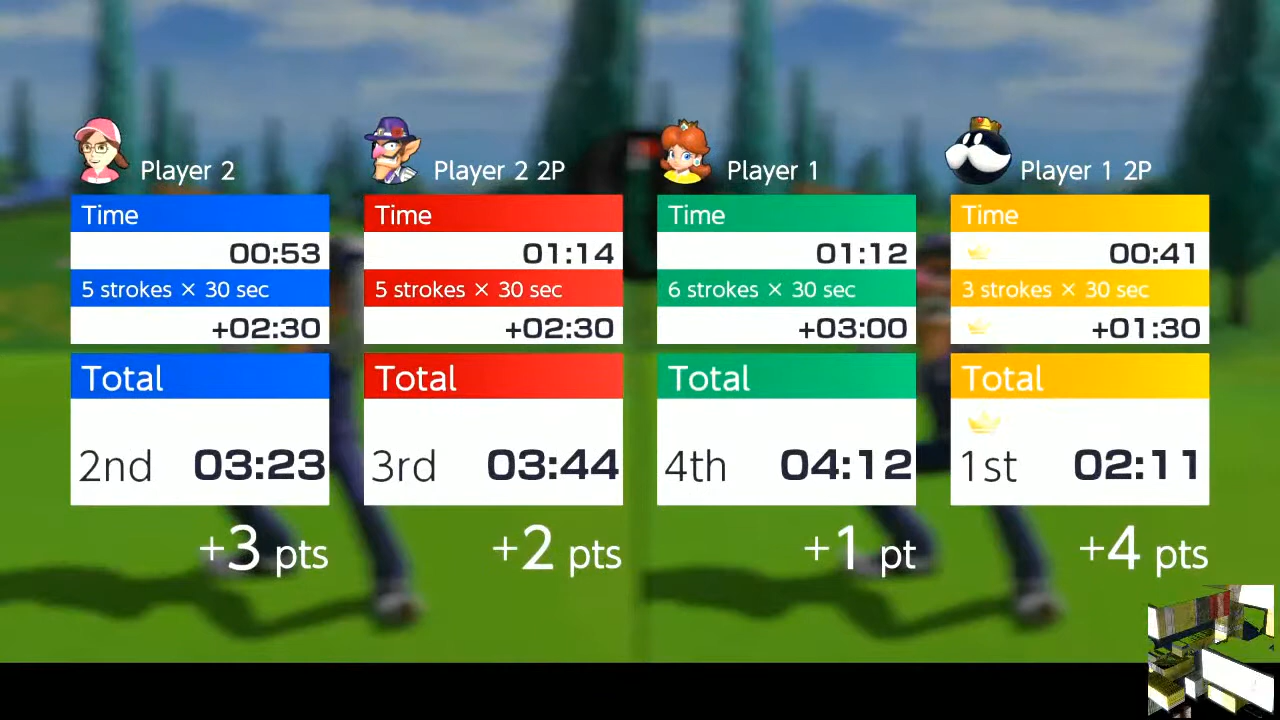 Player 2
Time
00:53
5 strokes × 30 sec
+02:30
Total
2nd 03:23
+3 pts
Player 2 2P
Time
01:14
5 strokes × 30 sec
+02:30
Total
3rd 03:44
+2 pts
Player 1
Time
01:12
6 strokes × 30 sec
+03:00
Total
4th 04:12
+1 pt
Player 1 2P
Time
00:41
3 strokes × 30 sec
+01:30
Total
1st 02:11
+4 pts